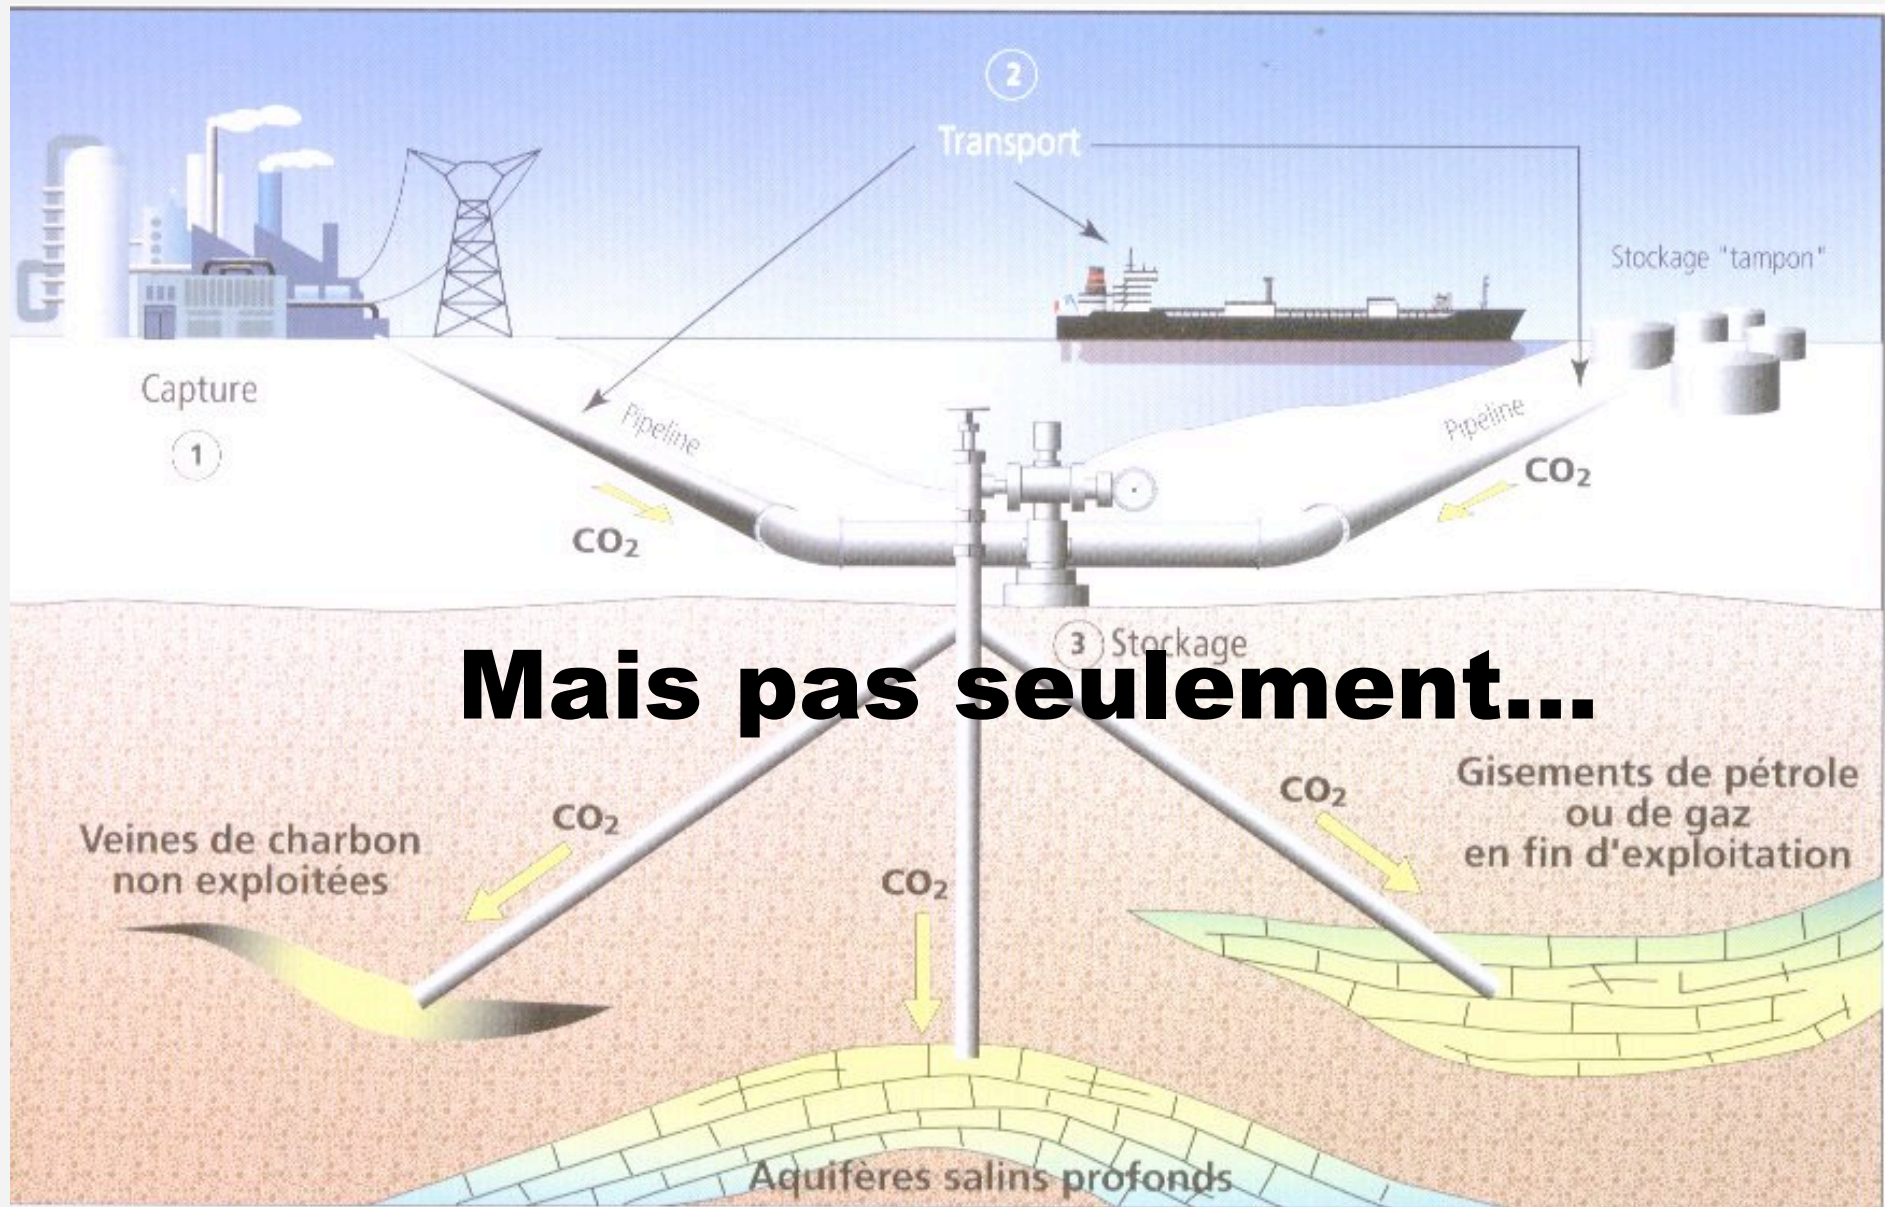 2
Transport
Stockage "tampon"
Capture
1
Pipeline
Pipeline
CO₂
CO₂
3 Stockage
Mais pas seulement...
Gisements de pétrole
ou de gaz
en fin d'exploitation
CO₂
CO₂
Veines de charbon
non exploitées
CO₂
Aquifères salins profonds